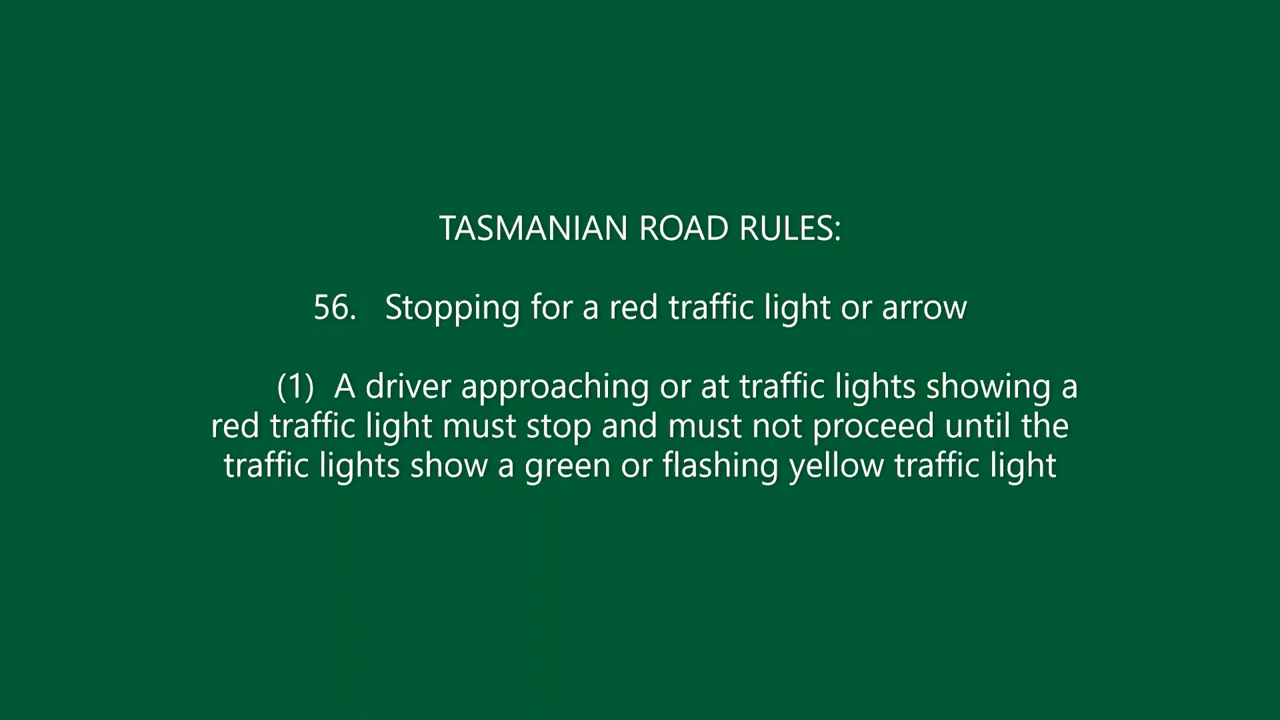 TASMANIAN ROAD RULES:
56. Stopping for a red traffic light or arrow
(1) A driver approaching or at traffic lights showing a
red traffic light must stop and must not proceed until the
traffic lights show a green or flashing yellow traffic light